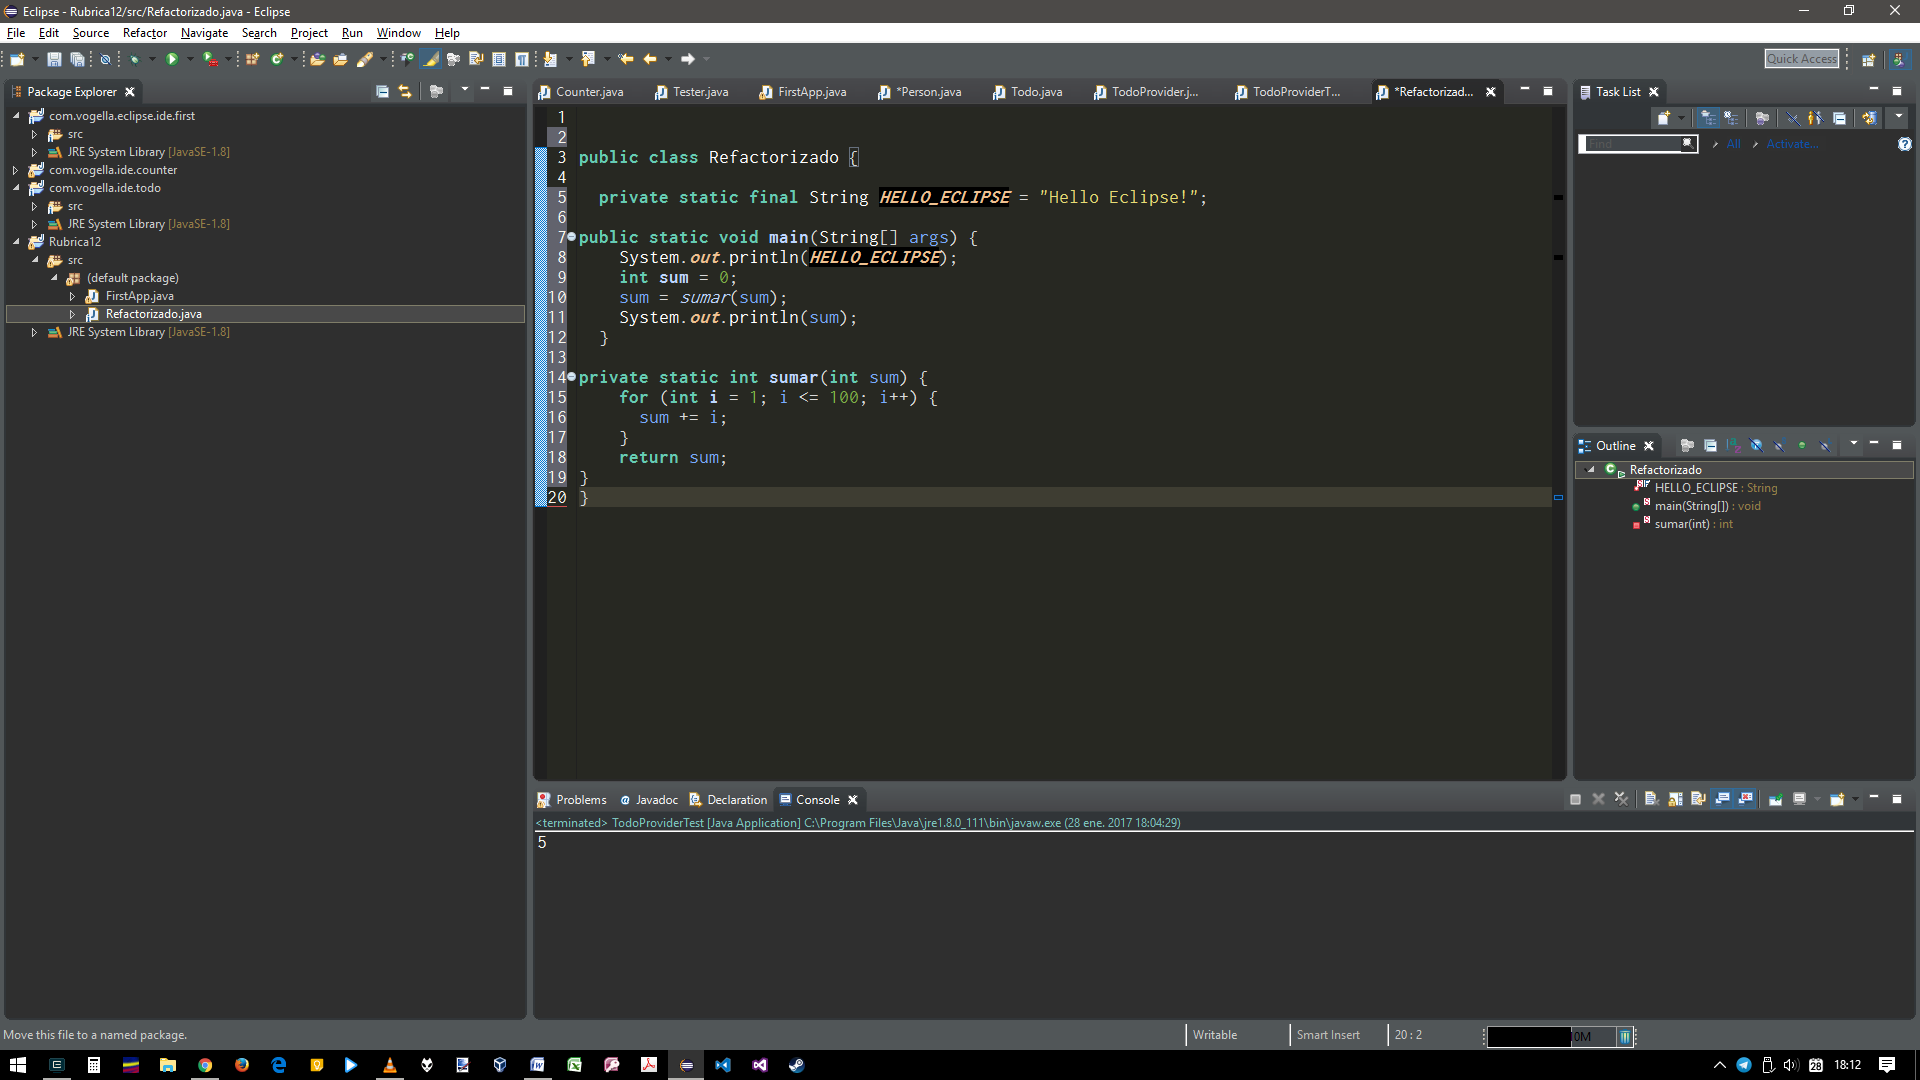 Eclipse - Rubrica12/src/Refactorizado.java - Eclipse
File Edit Source Refactor Navigate Search Project Run Window Help
Quick Access
Package Explorer
com.vogella.eclipse.ide.first
src
JRE System Library [JavaSE-1.8]
com.vogella.ide.counter
com.vogella.ide.todo
src
JRE System Library [JavaSE-1.8]
Rubrica12
src
(default package)
FirstApp.java
Refactorizado.java
JRE System Library [JavaSE-1.8]
Counter.java Tester.java FirstApp.java *Person.java Todo.java TodoProvider.j... TodoProviderT... *Refactorizad...
1
2
3 public class Refactorizado {
4
5 private static final String HELLO_ECLIPSE = "Hello Eclipse!";
6
7 public static void main(String[] args) {
8 System.out.println(HELLO_ECLIPSE);
9 int sum = 0;
10 sum = sumar(sum);
11 System.out.println(sum);
12 }
13
14 private static int sumar(int sum) {
15 for (int i = 1; i <= 100; i++) {
16 sum += i;
17 }
18 return sum;
19 }
20 }
Task List
Find All Activate...
Outline
Refactorizado
HELLO_ECLIPSE : String
main(String[]) : void
sumar(int) : int
Problems Javadoc Declaration Console
<terminated> TodoProviderTest [Java Application] C:\Program Files\Java\jre1.8.0_111\bin\javaw.exe (28 ene. 2017 18:04:29)
5
Move this file to a named package.
Writable Smart Insert 20 : 2
28 18:12